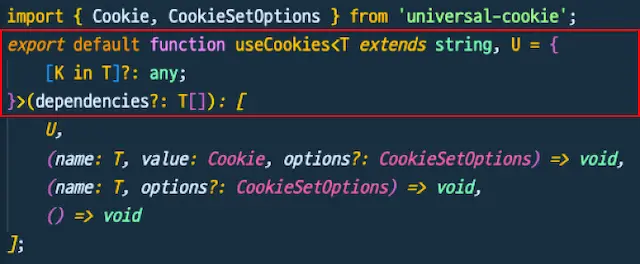 import { Cookie, CookieSetOptions } from 'universal-cookie';
export default function useCookies<T extends string, U = {
    [K in T]?: any;
}>(dependencies?: T[]): [
    U,
    (name: T, value: Cookie, options?: CookieSetOptions) => void,
    (name: T, options?: CookieSetOptions) => void,
    () => void
];